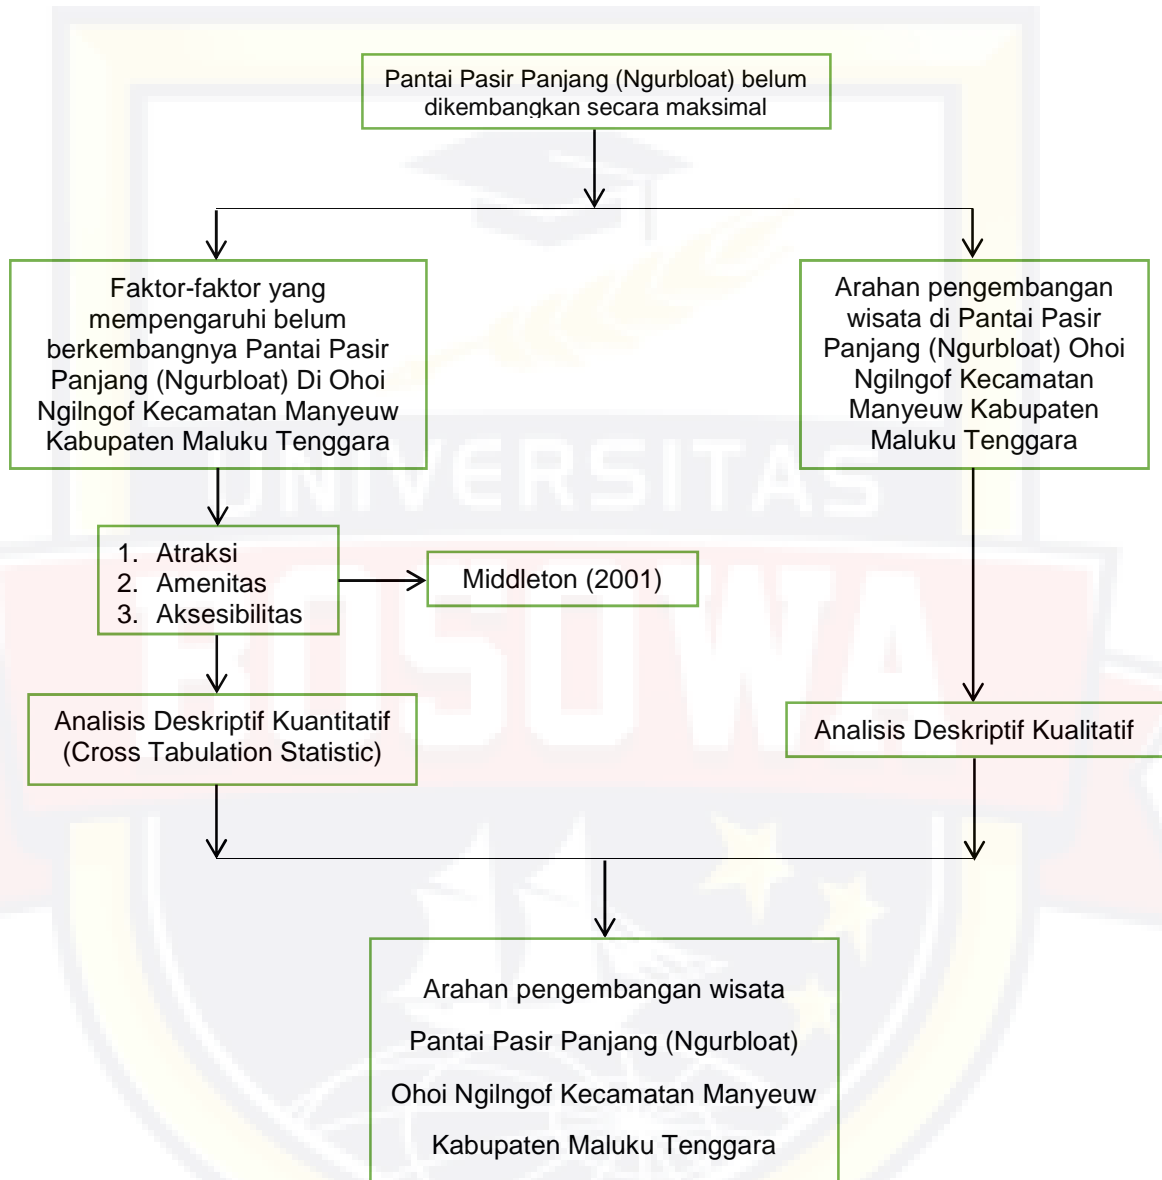 Pantai Pasir Panjang (Ngurbloat) belum
dikembangkan secara maksimal
Faktor-faktor yang
mempengaruhi belum
berkembangnya Pantai Pasir
Panjang (Ngurbloat) Di Ohoi
Ngilngof Kecamatan Manyeuw
Kabupaten Maluku Tenggara
Arahan pengembangan
wisata di Pantai Pasir
Panjang (Ngurbloat) Ohoi
Ngilngof Kecamatan
Manyeuw Kabupaten
Maluku Tenggara
UNIVERSITAS
1. Atraksi
2. Amenitas
3. Aksesibilitas
Middleton (2001)
BOSOWA
Analisis Deskriptif Kuantitatif
(Cross Tabulation Statistic)
Analisis Deskriptif Kualitatif
Arahan pengembangan wisata
Pantai Pasir Panjang (Ngurbloat)
Ohoi Ngilngof Kecamatan Manyeuw
Kabupaten Maluku Tenggara